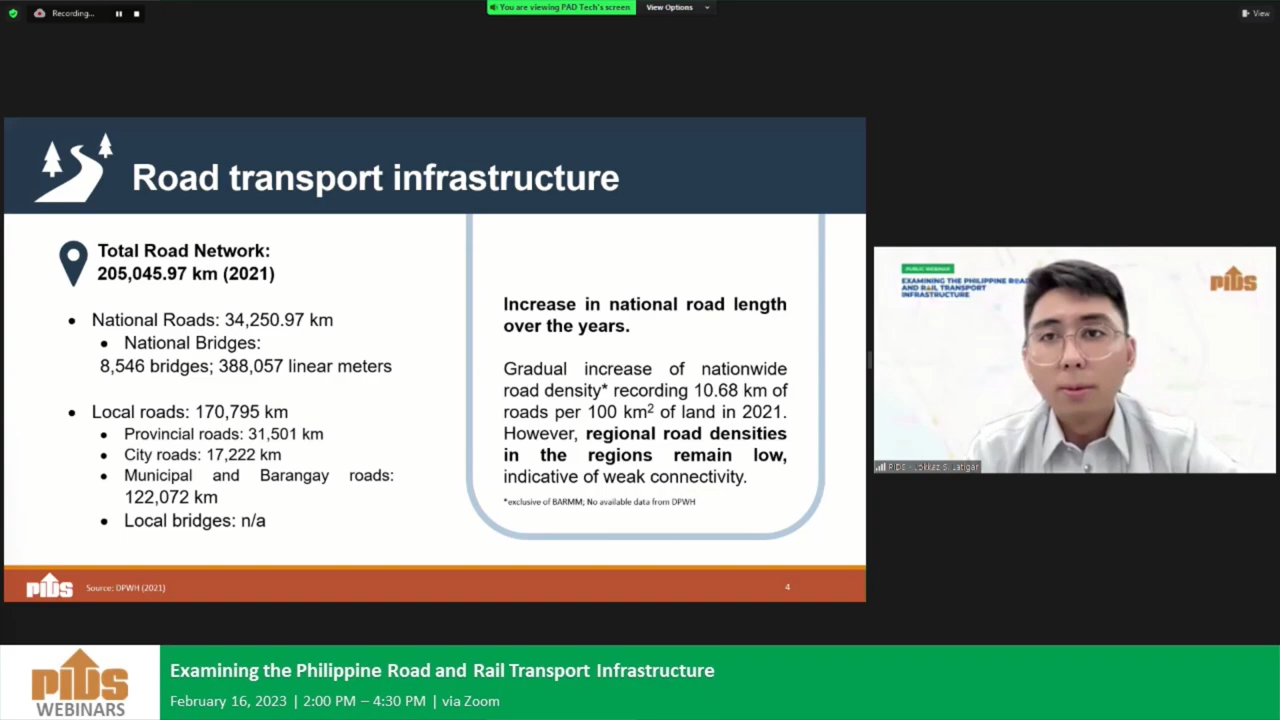 Recording...
You are viewing PAD Tech's screen
View Options
View
Road transport infrastructure
Total Road Network:
205,045.97 km (2021)
• National Roads: 34,250.97 km
• National Bridges:
8,546 bridges; 388,057 linear meters
• Local roads: 170,795 km
• Provincial roads: 31,501 km
• City roads: 17,222 km
• Municipal and Barangay roads:
122,072 km
• Local bridges: n/a
Increase in national road length
over the years.
Gradual increase of nationwide
road density* recording 10.68 km of
roads per 100 km² of land in 2021.
However, regional road densities
in the regions remain low,
indicative of weak connectivity.
*exclusive of BARMM; No available data from DPWH
PIDS
Source: DPWH (2021)
4
PUBLIC WEBINAR
EXAMINING THE PHILIPPINE ROAD
AND RAIL TRANSPORT
INFRASTRUCTURE
PIDS
PIDS - Jokkaz S. Latigar
PIDS
WEBINARS
Examining the Philippine Road and Rail Transport Infrastructure
February 16, 2023 | 2:00 PM – 4:30 PM | via Zoom